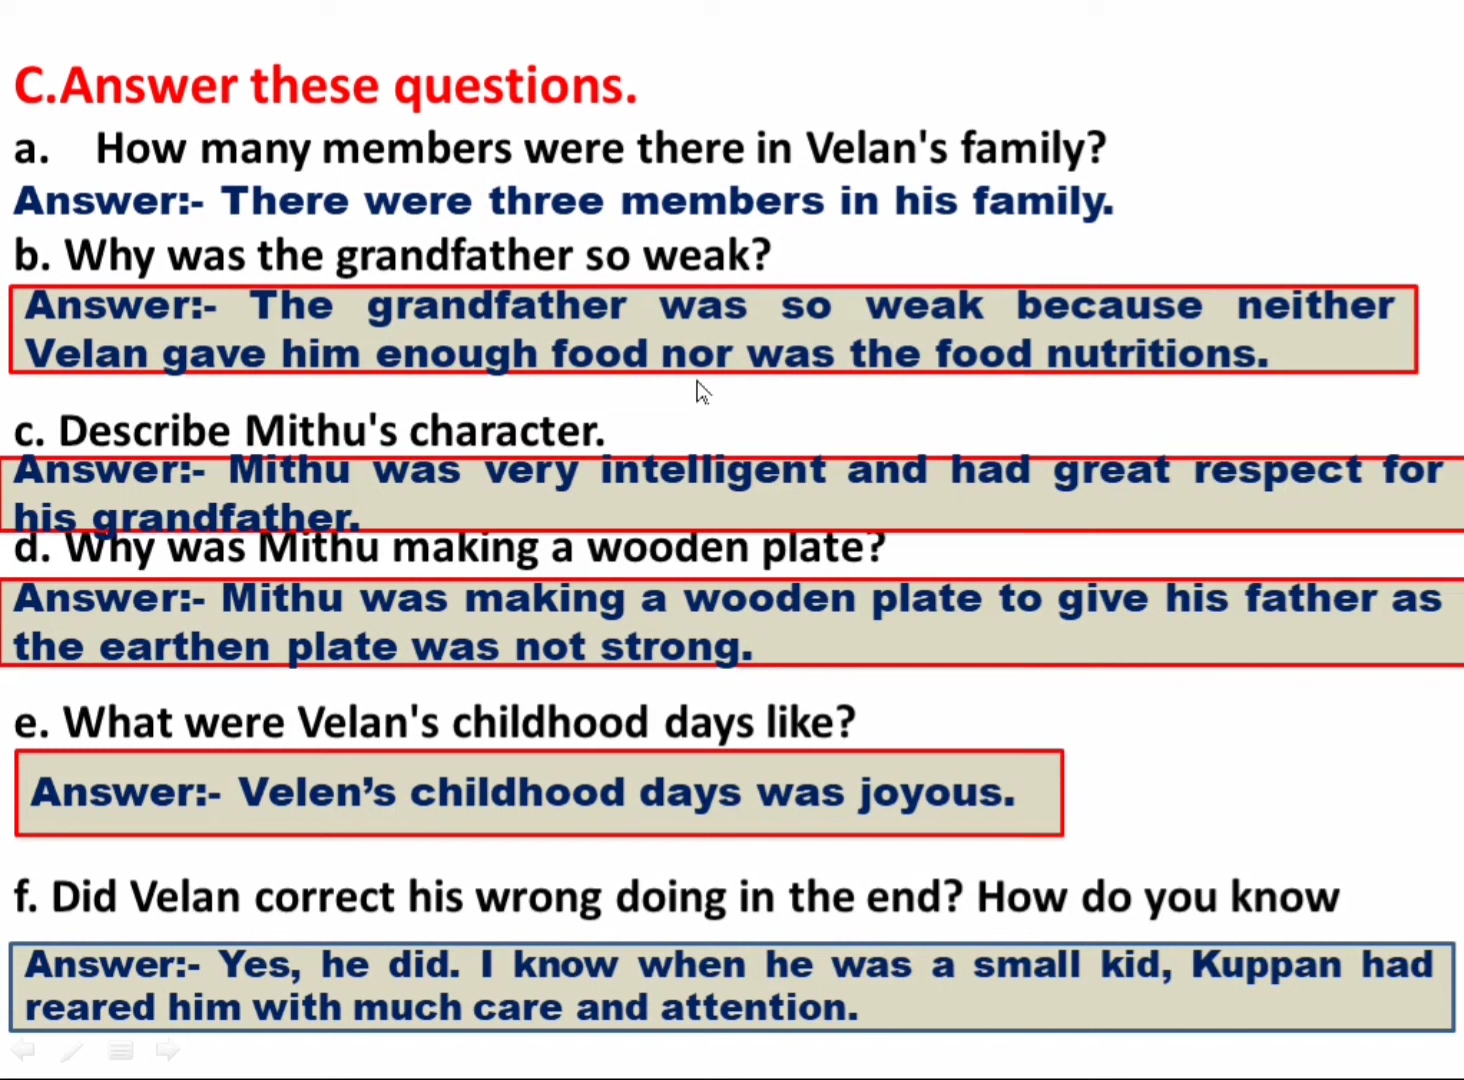 C.Answer these questions.
a. How many members were there in Velan's family?
Answer:- There were three members in his family.
b. Why was the grandfather so weak?
Answer:- The grandfather was so weak because neither
Velan gave him enough food nor was the food nutritions.
c. Describe Mithu's character.
Answer:- Mithu was very intelligent and had great respect for
his grandfather.
d. Why was Mithu making a wooden plate?
Answer:- Mithu was making a wooden plate to give his father as
the earthen plate was not strong.
e. What were Velan's childhood days like?
Answer:- Velen’s childhood days was joyous.
f. Did Velan correct his wrong doing in the end? How do you know
Answer:- Yes, he did. I know when he was a small kid, Kuppan had
reared him with much care and attention.